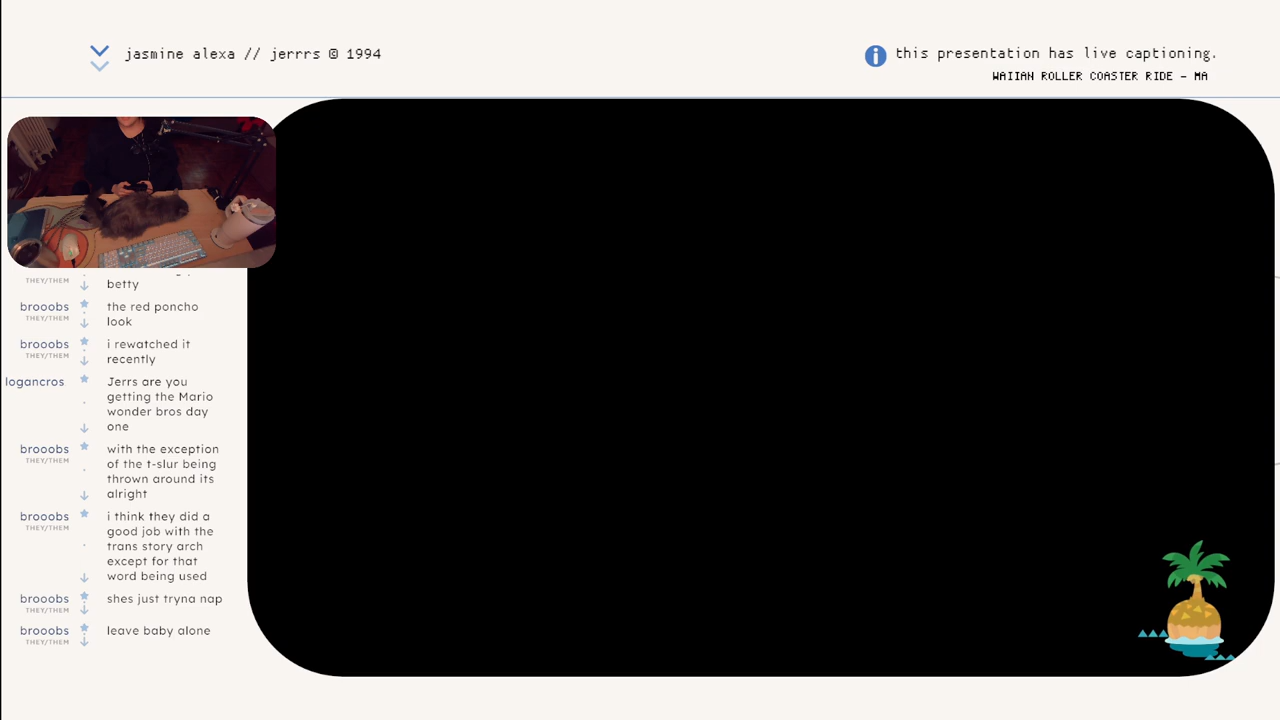 jasmine alexa // jerrrs © 1994
this presentation has live captioning.
WAIIAN ROLLER COASTER RIDE - MA
THEY/THEM
betty
brooobs
THEY/THEM
the red poncho
look
brooobs
THEY/THEM
i rewatched it
recently
logancros
Jerrs are you
getting the Mario
wonder bros day
one
brooobs
THEY/THEM
with the exception
of the t-slur being
thrown around its
alright
brooobs
THEY/THEM
i think they did a
good job with the
trans story arch
except for that
word being used
brooobs
THEY/THEM
shes just tryna nap
brooobs
THEY/THEM
leave baby alone